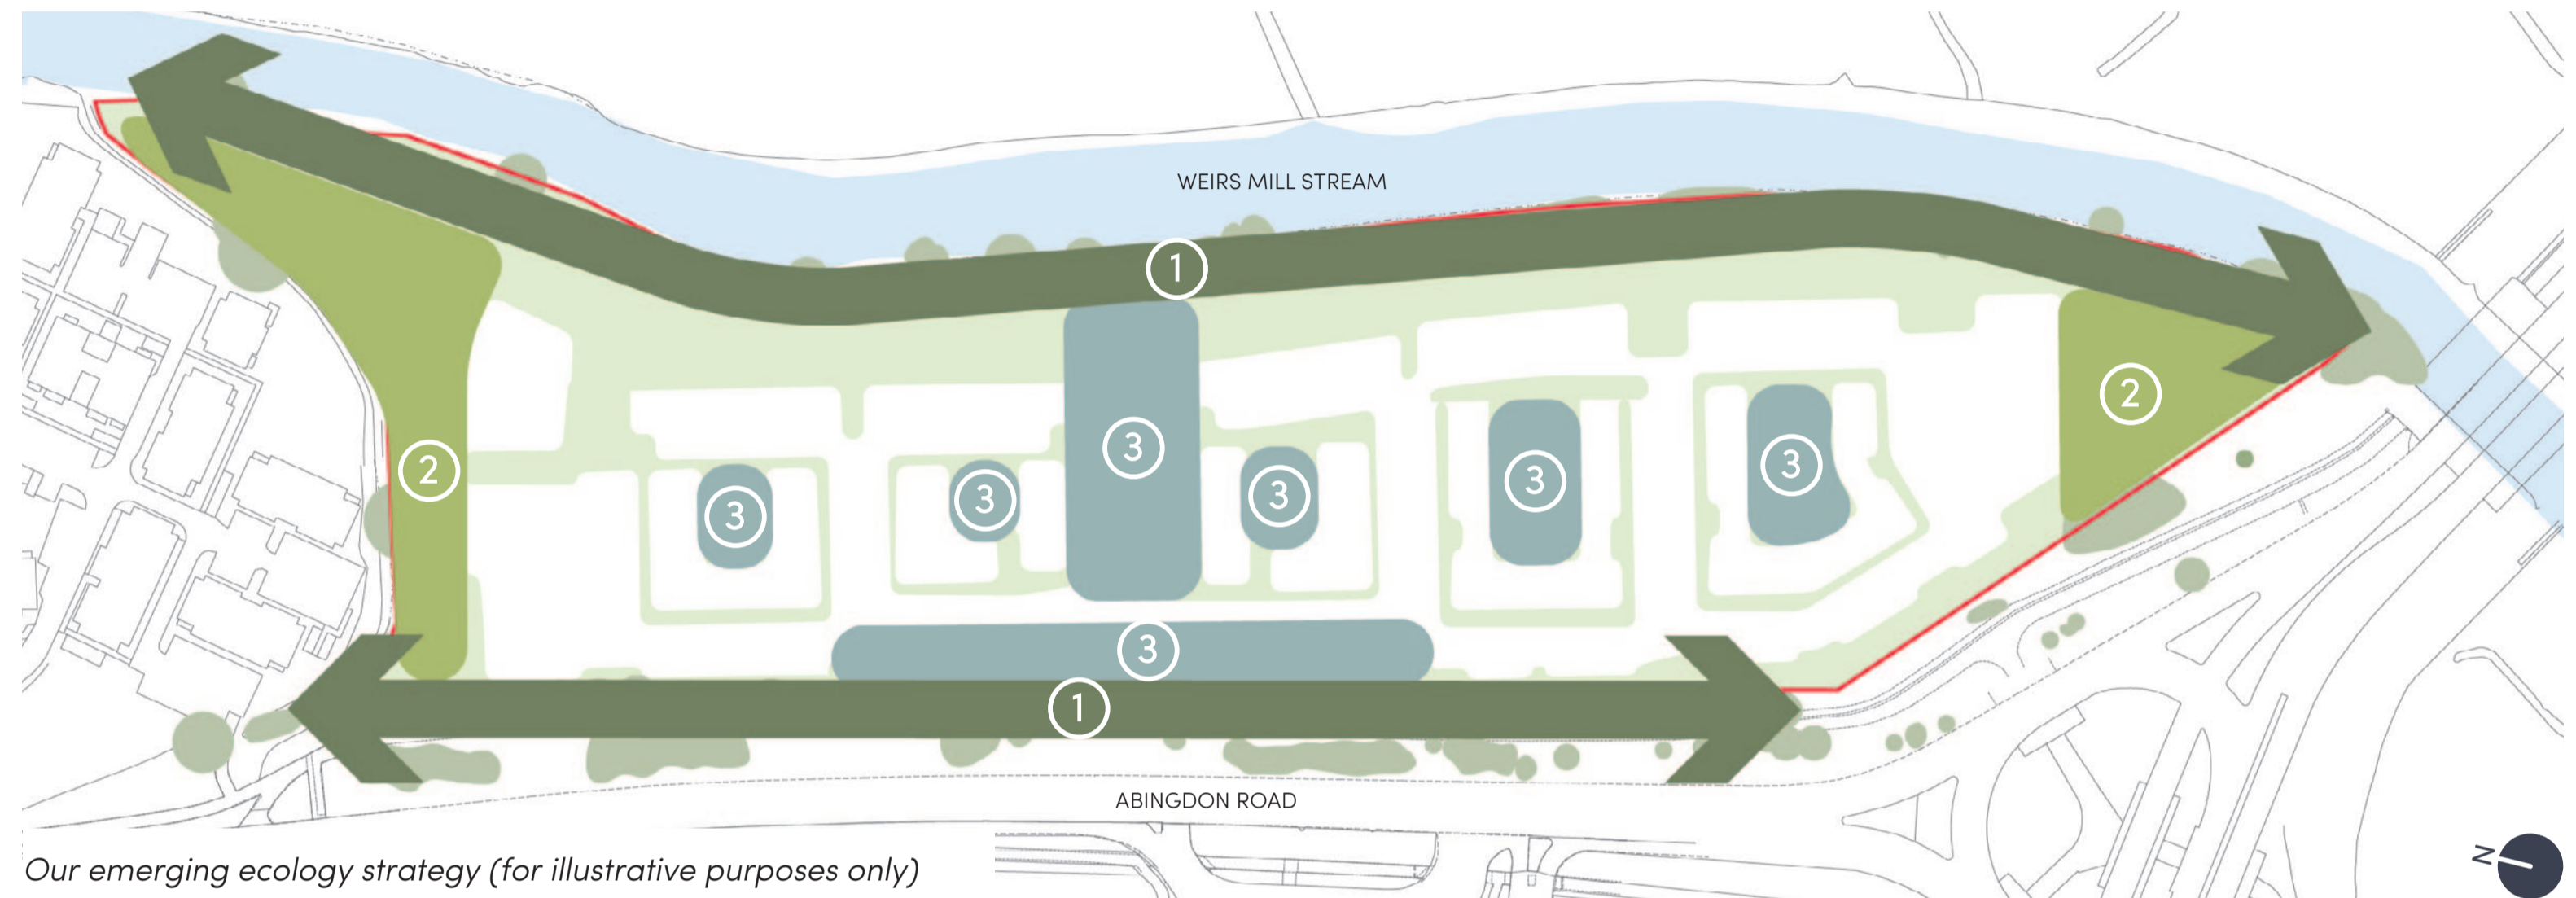 WEIRS MILL STREAM
1
2
2
3
3
3
3
3
3
3
1
ABINGDON ROAD
Our emerging ecology strategy (for illustrative purposes only)
N